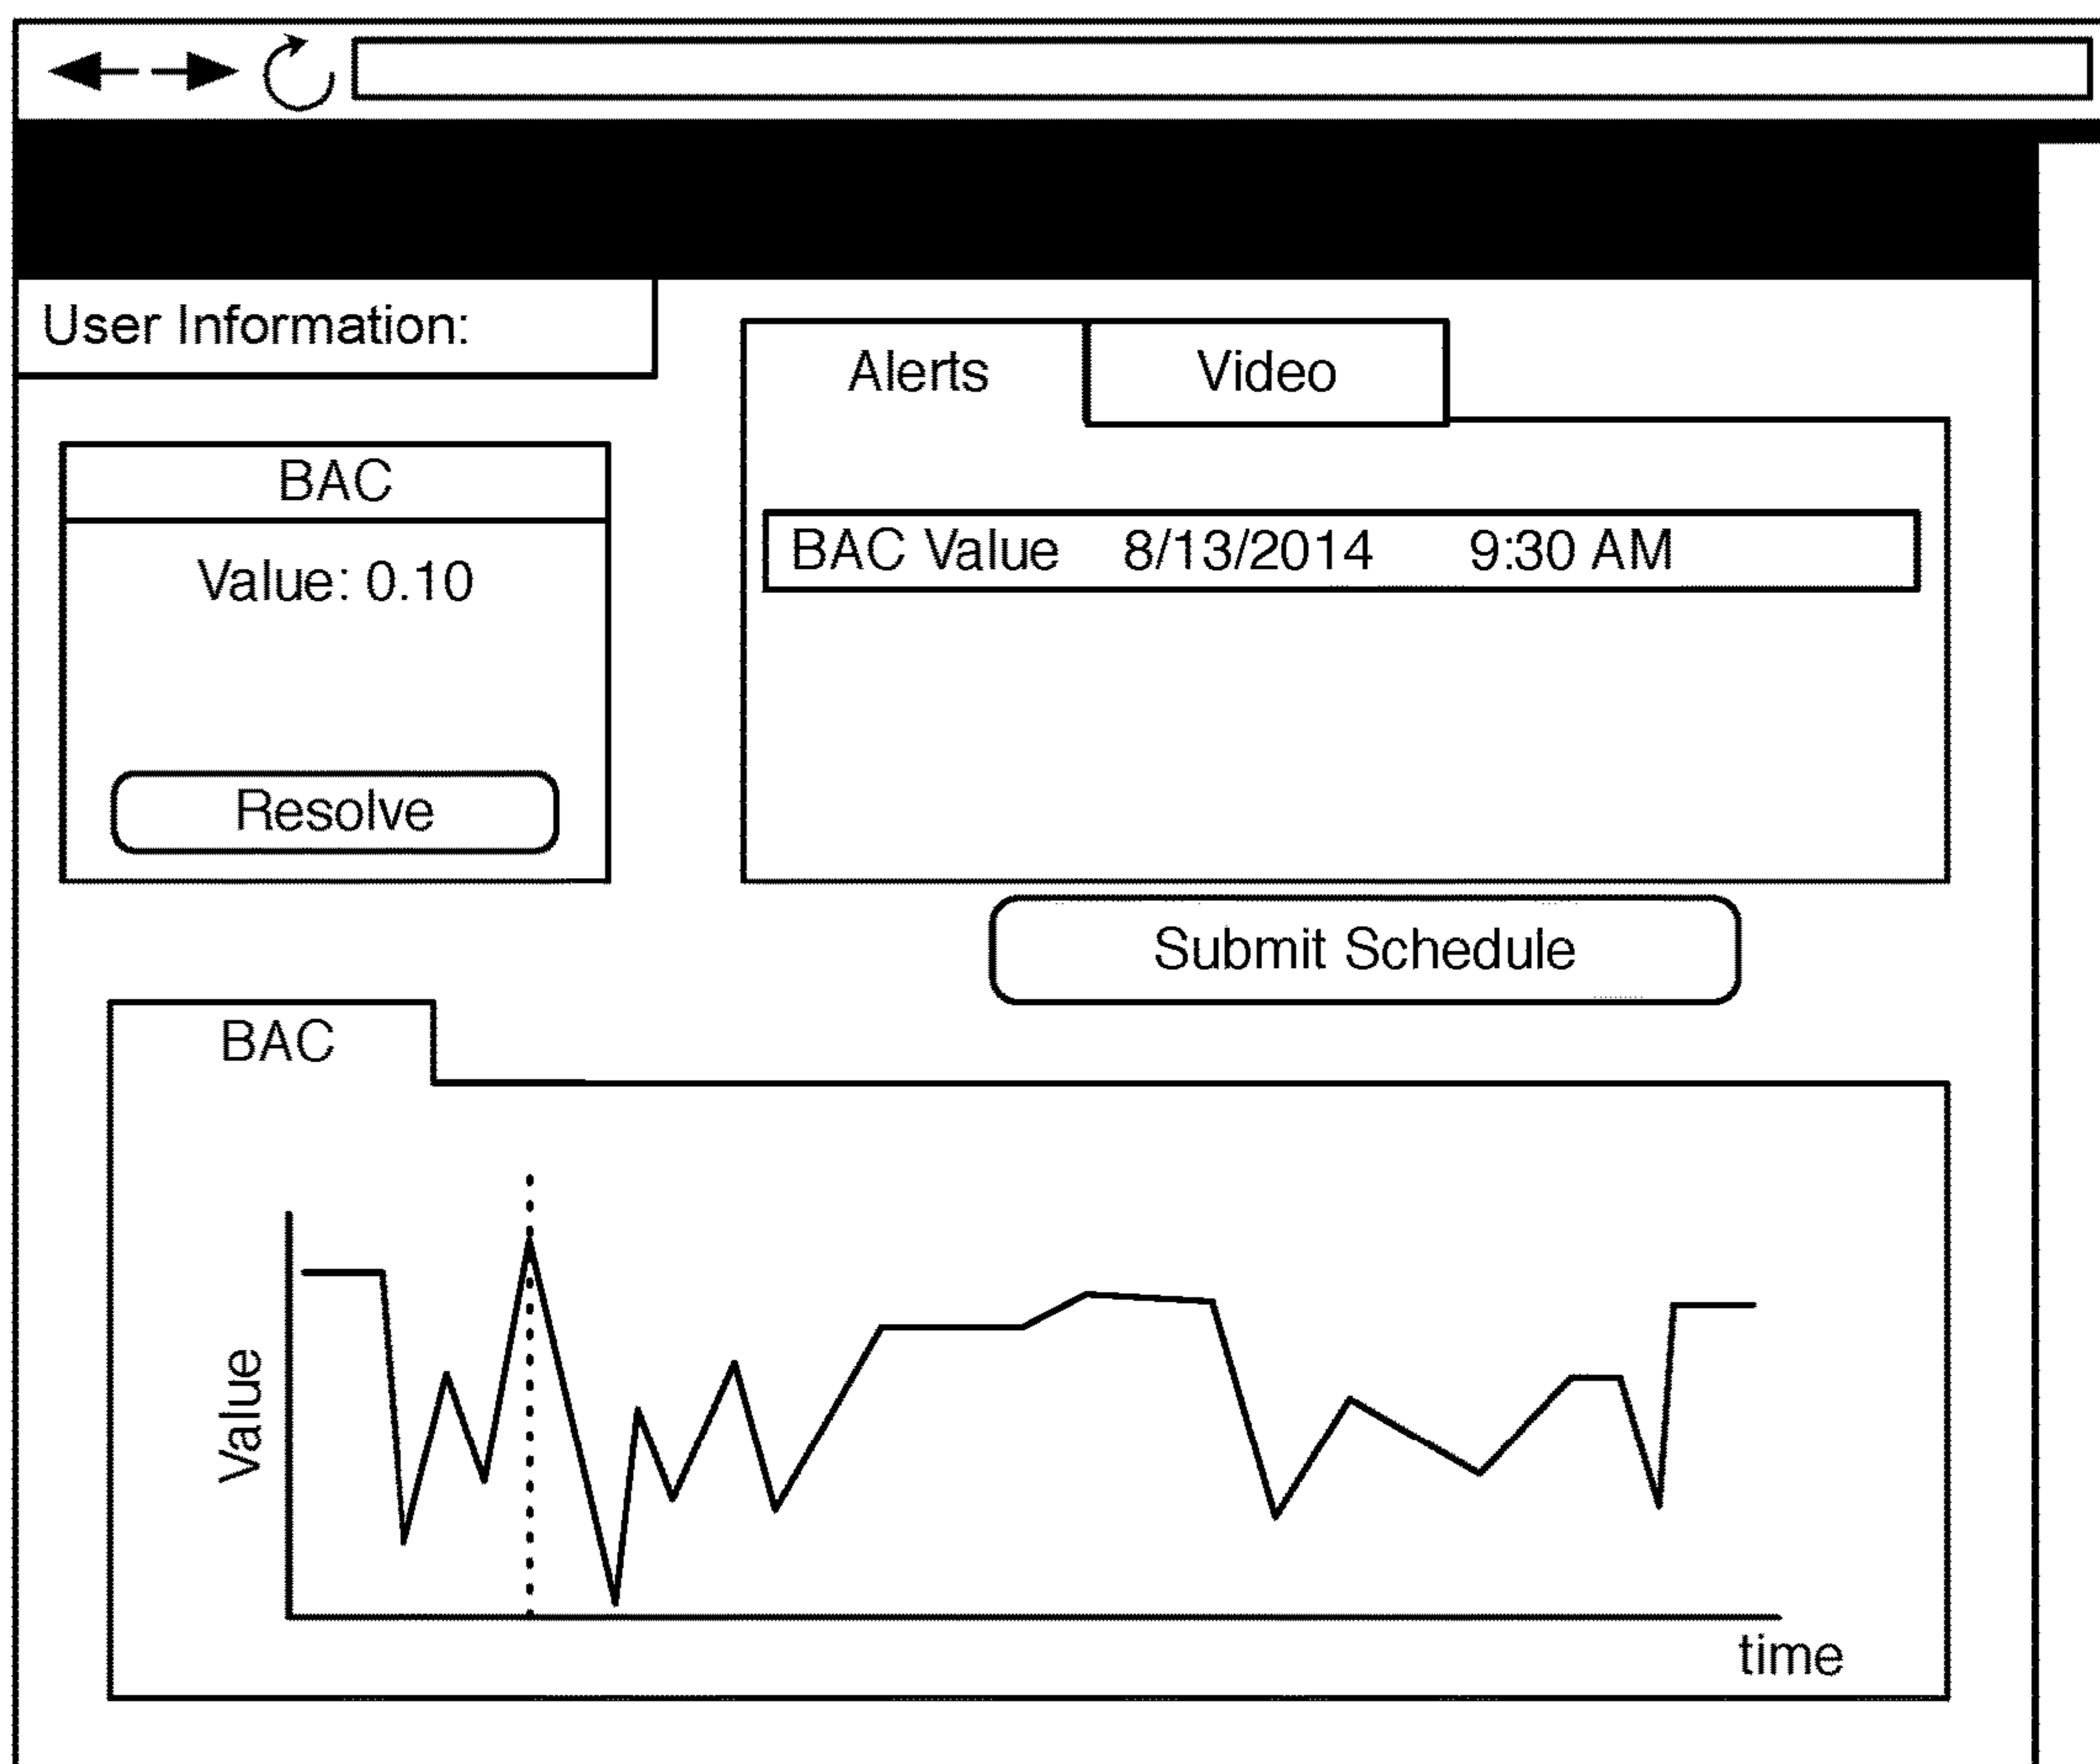 User Information:
Alerts
Video
BAC
Value: 0.10
Resolve
BAC Value 8/13/2014 9:30 AM
Submit Schedule
BAC
Value
time